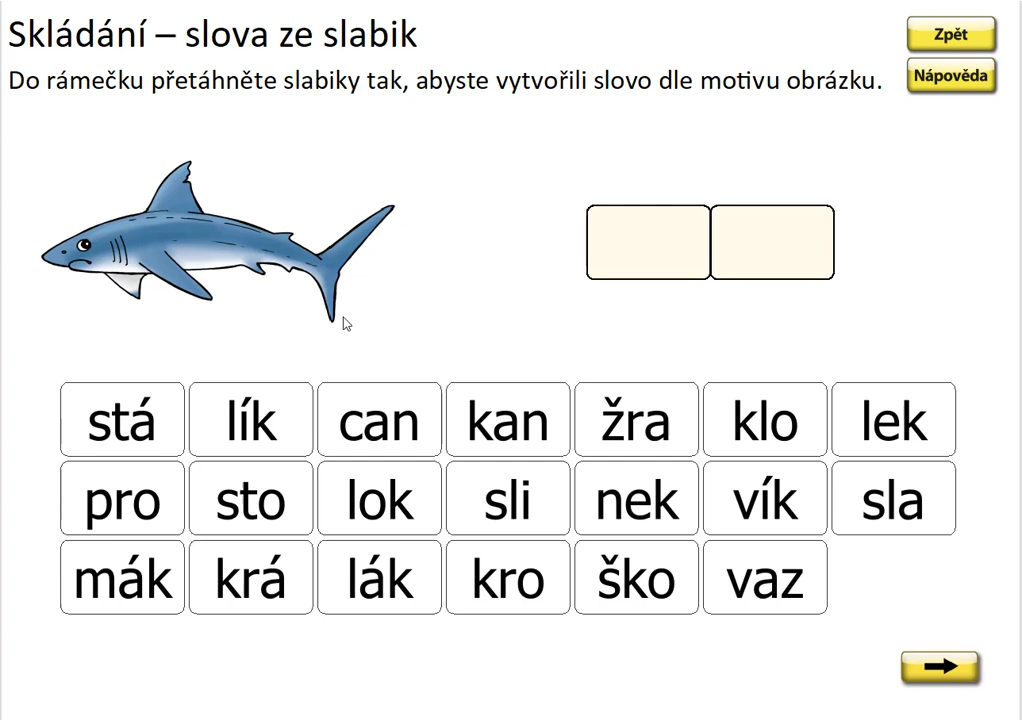 Skládání – slova ze slabik
Zpět
Do rámečku přetáhněte slabiky tak, abyste vytvořili slovo dle motivu obrázku.
Nápověda
stá lík can kan žra klo lek
pro sto lok sli nek vík sla
mák krá lák kro ško vaz